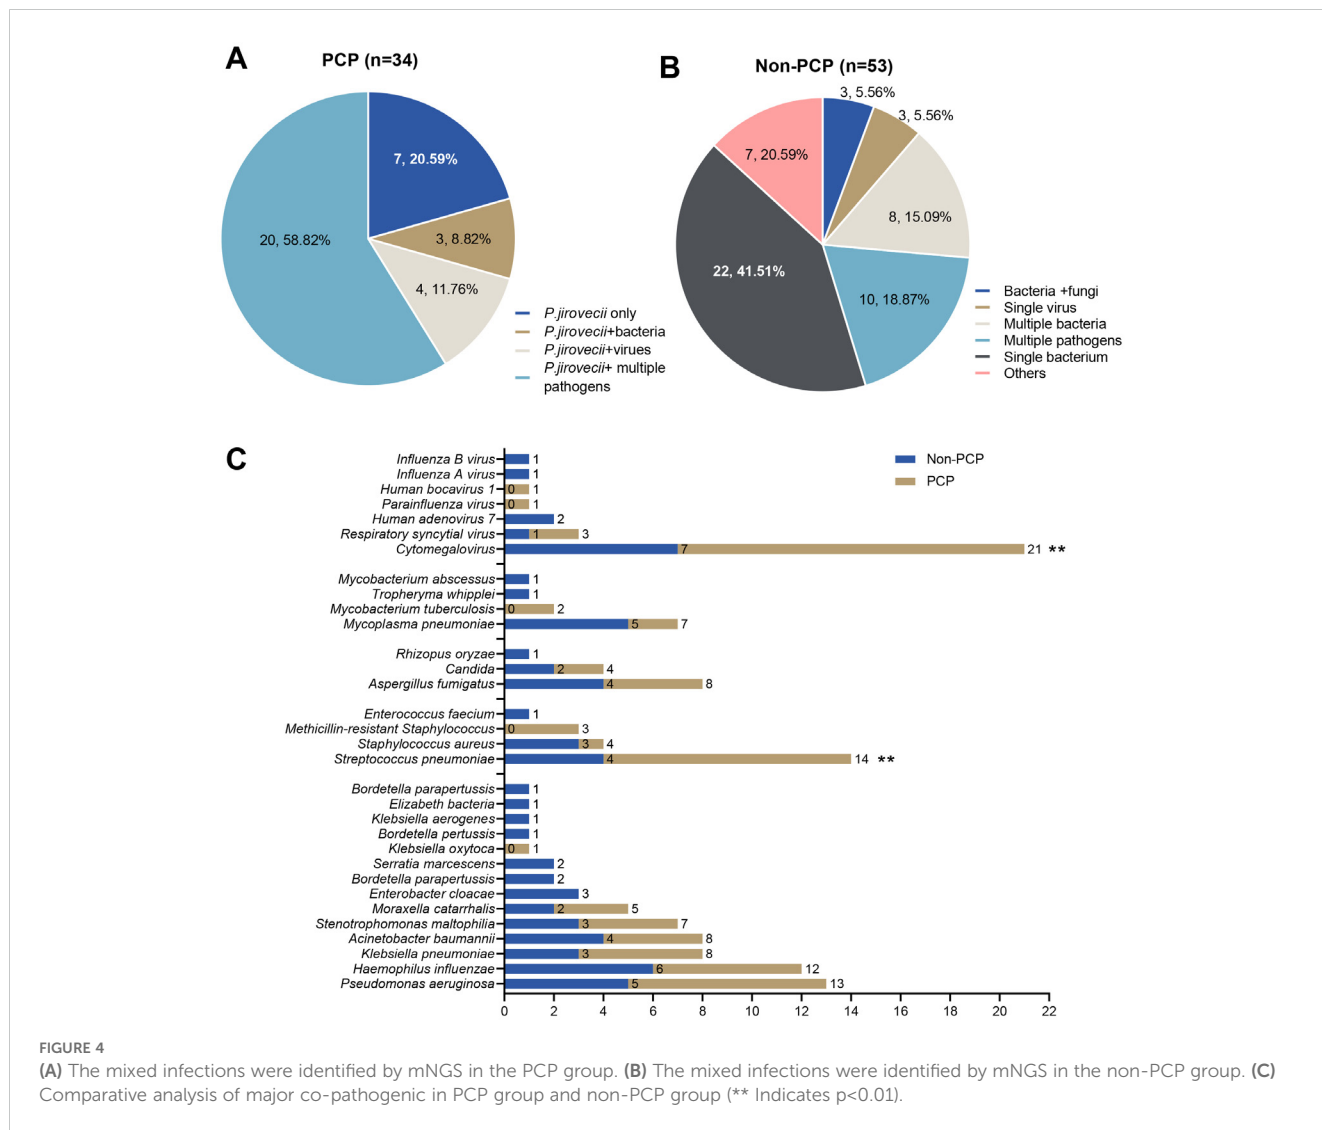 A
PCP (n=34)
7, 20.59%
3, 8.82%
4, 11.76%
20, 58.82%
P.jirovecii only
P.jirovecii+bacteria
P.jirovecii+virues
P.jirovecii+ multiple
pathogens
B
Non-PCP (n=53)
3, 5.56%
3, 5.56%
8, 15.09%
10, 18.87%
22, 41.51%
7, 20.59%
Bacteria +fungi
Single virus
Multiple bacteria
Multiple pathogens
Single bacterium
Others
C
Non-PCP
PCP
Influenza B virus 1
Influenza A virus 1
Human bocavirus 1 0 1
Parainfluenza virus 0 1
Human adenovirus 7 2
Respiratory syncytial virus 1 3
Cytomegalovirus 7 21 **
Mycobacterium abscessus 1
Tropheryma whipplei 1
Mycobacterium tuberculosis 0 2
Mycoplasma pneumoniae 5 7
Rhizopus oryzae 1
Candida 2 4
Aspergillus fumigatus 4 8
Enterococcus faecium 1
Methicillin-resistant Staphylococcus 0 3
Staphylococcus aureus 3 4
Streptococcus pneumoniae 4 14 **
Bordetella parapertussis 1
Elizabeth bacteria 1
Klebsiella aerogenes 1
Bordetella pertussis 1
Klebsiella oxytoca 0 1
Serratia marcescens 2
Bordetella parapertussis 2
Enterobacter cloacae 3
Moraxella catarrhalis 2 5
Stenotrophomonas maltophilia 3 7
Acinetobacter baumannii 4 8
Klebsiella pneumoniae 3 8
Haemophilus influenzae 6 12
Pseudomonas aeruginosa 5 13
0 2 4 6 8 10 12 14 16 18 20 22
FIGURE 4
(A) The mixed infections were identified by mNGS in the PCP group. (B) The mixed infections were identified by mNGS in the non-PCP group. (C)
Comparative analysis of major co-pathogenic in PCP group and non-PCP group (** Indicates p<0.01).